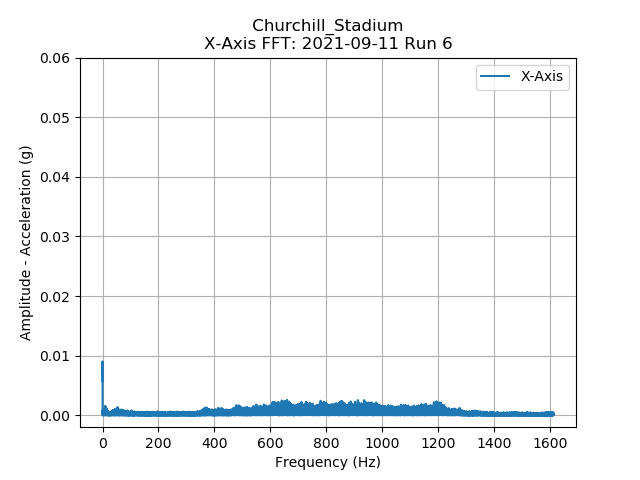 Churchill_Stadium
X-Axis FFT: 2021-09-11 Run 6
X-Axis
0.06
0.05
0.04
0.03
0.02
0.01
0.00
Amplitude - Acceleration (g)
0 200 400 600 800 1000 1200 1400 1600
Frequency (Hz)